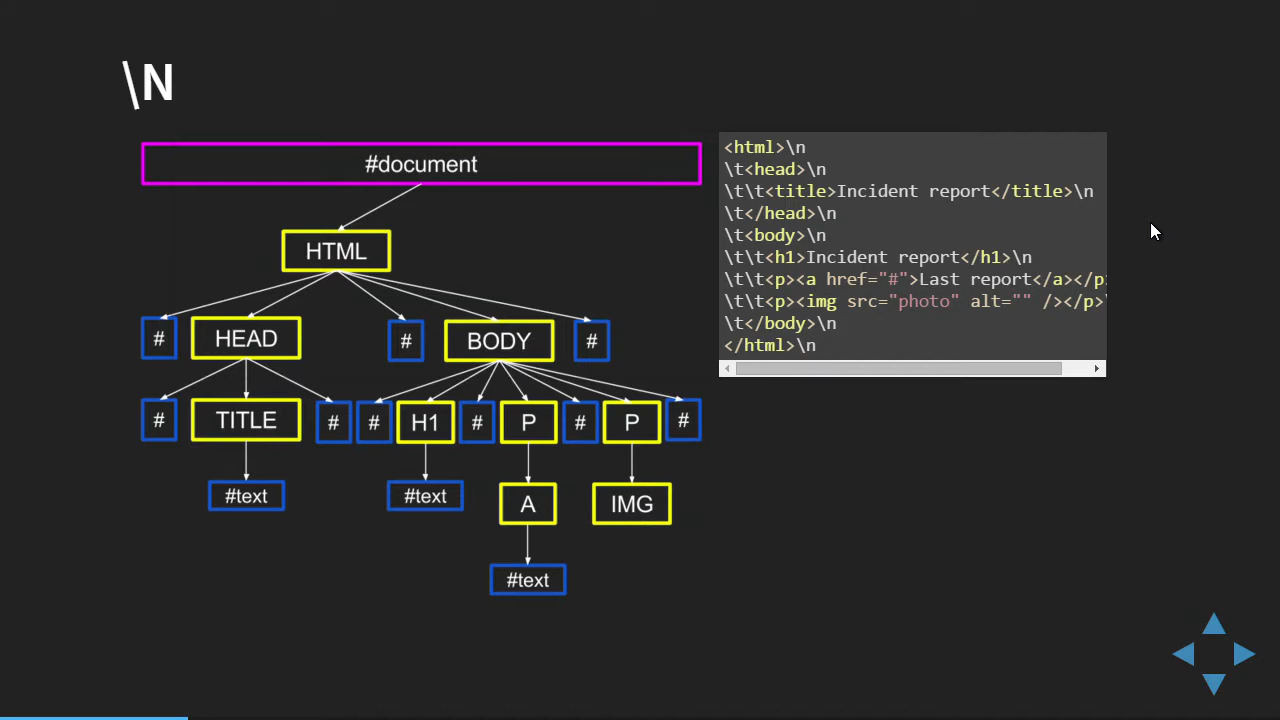 \N
#document
HTML
# HEAD # BODY #
# TITLE # # H1 # P # P #
#text #text A IMG
#text
<html>\n
\t<head>\n
\t\t<title>Incident report</title>\n
\t</head>\n
\t<body>\n
\t\t<h1>Incident report</h1>\n
\t\t<p><a href="#">Last report</a></p
\t\t<p><img src="photo" alt="" /></p>\
\t</body>\n
</html>\n